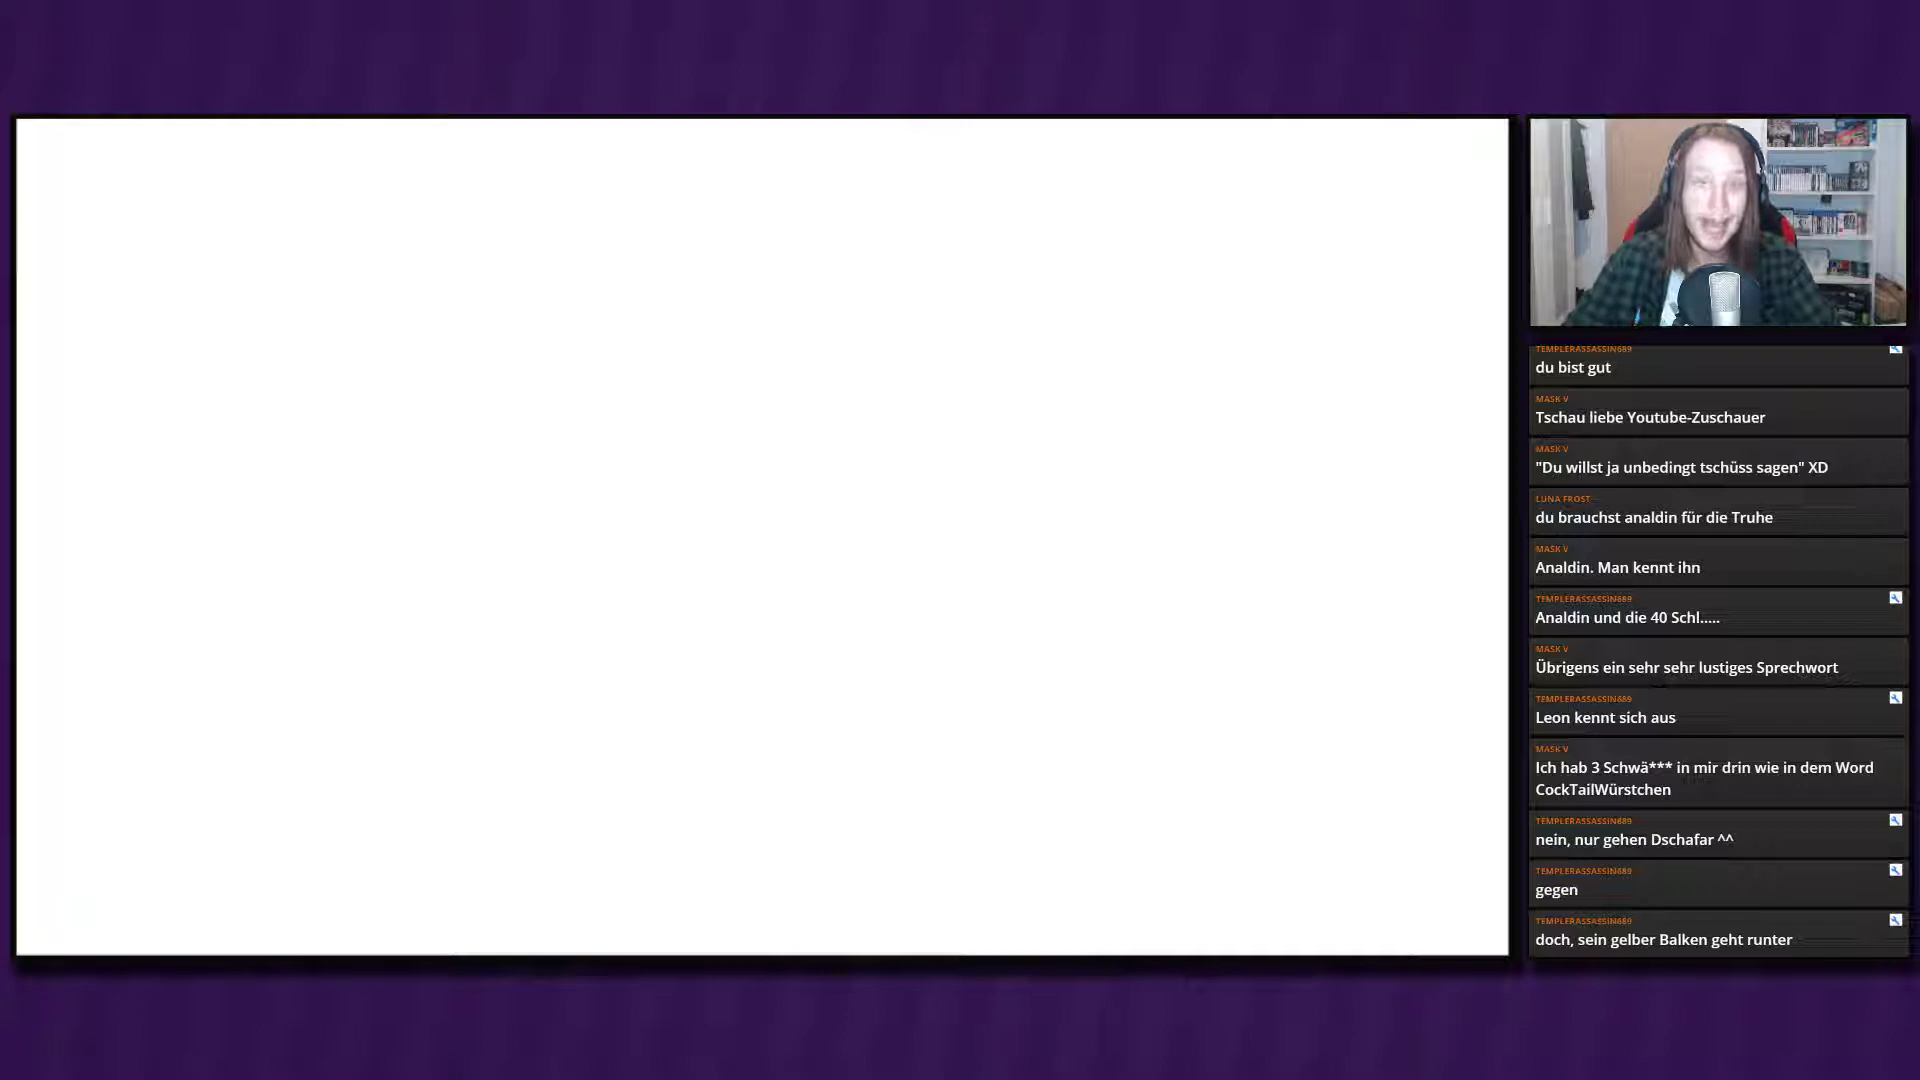 TEMPLERASSASSIN689
du bist gut
MASK V
Tschau liebe Youtube-Zuschauer
MASK V
"Du willst ja unbedingt tschüss sagen" XD
LUNA FROST
du brauchst analdin für die Truhe
MASK V
Analdin. Man kennt ihn
TEMPLERASSASSIN689
Analdin und die 40 Schl.....
MASK V
Übrigens ein sehr sehr lustiges Sprechwort
TEMPLERASSASSIN689
Leon kennt sich aus
MASK V
Ich hab 3 Schwä*** in mir drin wie in dem Word
CockTailWürstchen
TEMPLERASSASSIN689
nein, nur gehen Dschafar ^^
TEMPLERASSASSIN689
gegen
TEMPLERASSASSIN689
doch, sein gelber Balken geht runter